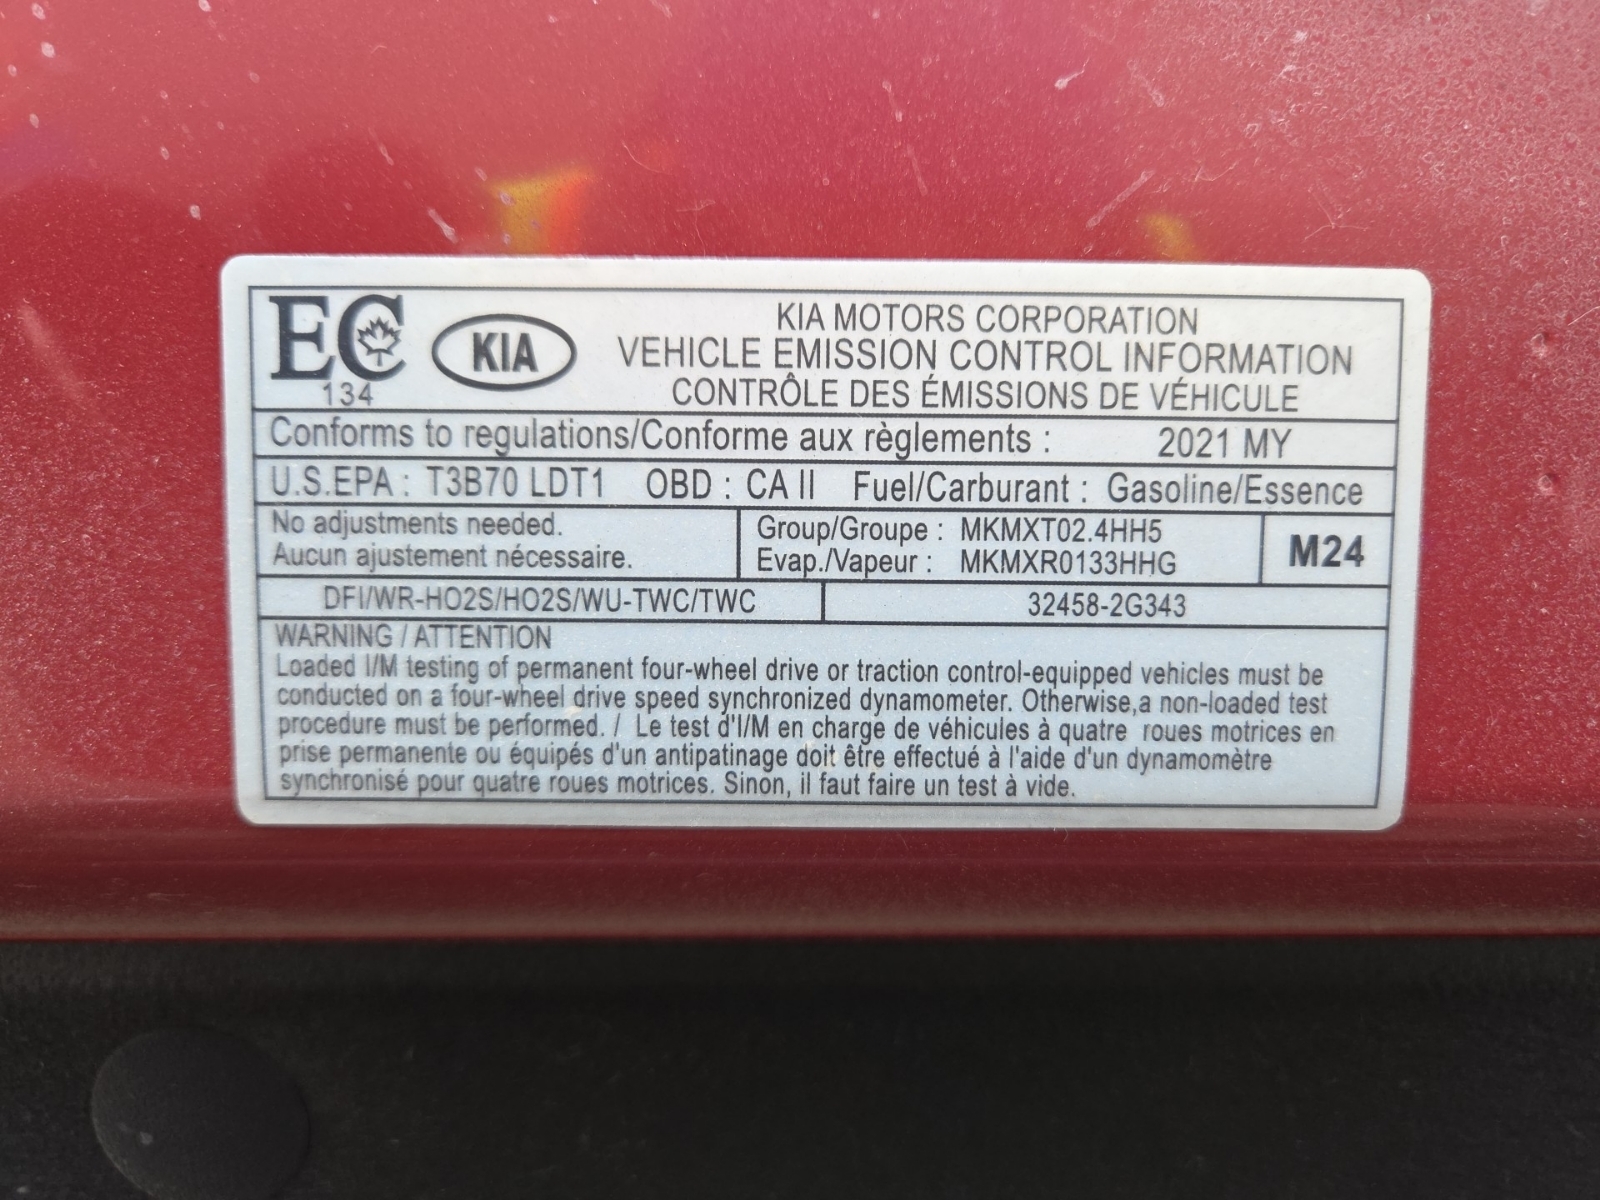 EC
134
KIA
KIA MOTORS CORPORATION
VEHICLE EMISSION CONTROL INFORMATION
CONTRÔLE DES ÉMISSIONS DE VÉHICULE
Conforms to regulations/Conforme aux règlements : 2021 MY
U.S.EPA : T3B70 LDT1 OBD : CA II Fuel/Carburant : Gasoline/Essence
No adjustments needed.
Aucun ajustement nécessaire.
Group/Groupe : MKMXT02.4HH5
Evap./Vapeur : MKMXR0133HHG
M24
DFI/WR-HO2S/HO2S/WU-TWC/TWC
32458-2G343
WARNING / ATTENTION
Loaded I/M testing of permanent four-wheel drive or traction control-equipped vehicles must be
conducted on a four-wheel drive speed synchronized dynamometer. Otherwise,a non-loaded test
procedure must be performed. / Le test d'I/M en charge de véhicules à quatre roues motrices en
prise permanente ou équipés d'un antipatinage doit être effectué à l'aide d'un dynamomètre
synchronisé pour quatre roues motrices. Sinon, il faut faire un test à vide.